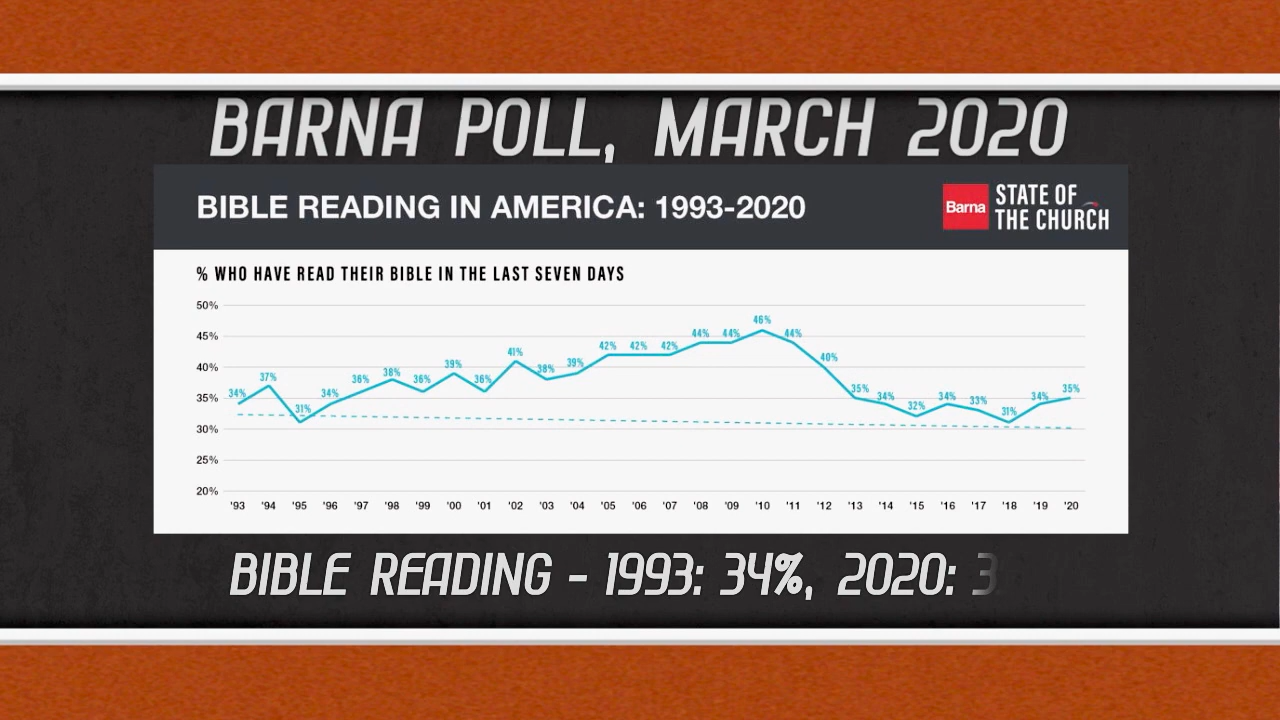 BARNA POLL, MARCH 2020
BIBLE READING IN AMERICA: 1993-2020
Barna
STATE OF
THE CHURCH
% WHO HAVE READ THEIR BIBLE IN THE LAST SEVEN DAYS
50%
45%
40%
35%
30%
25%
20%
34% 37% 31% 34% 36% 38% 36% 39% 36% 41% 38% 39% 42% 42% 42% 44% 44% 46% 44% 40% 35% 34% 32% 34% 33% 31% 34% 35%
'93 '94 '95 '96 '97 '98 '99 '00 '01 '02 '03 '04 '05 '06 '07 '08 '09 '10 '11 '12 '13 '14 '15 '16 '17 '18 '19 '20
BIBLE READING - 1993: 34%, 2020: 3